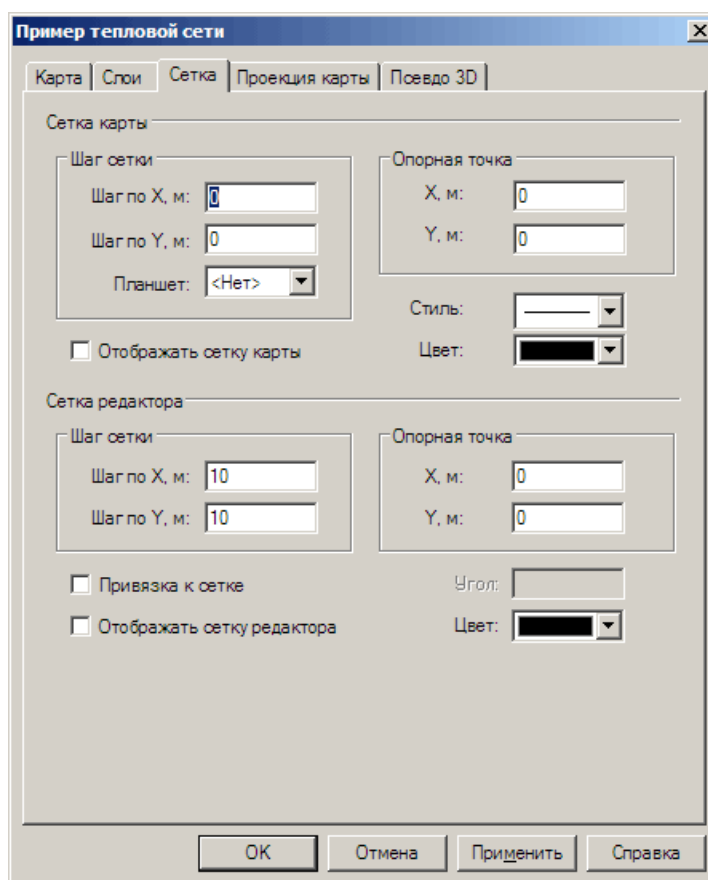 Пример тепловой сети
Карта Слои Сетка Проекция карты Псевдо 3D
Сетка карты
Шаг сетки
Шаг по X, м: 0
Шаг по Y, м: 0
Планшет: <Нет>
Опорная точка
X, м: 0
Y, м: 0
Стиль:
Отображать сетку карты
Цвет:
Сетка редактора
Шаг сетки
Шаг по X, м: 10
Шаг по Y, м: 10
Опорная точка
X, м: 0
Y, м: 0
Привязка к сетке
Угол:
Отображать сетку редактора
Цвет:
OK Отмена Применить Справка